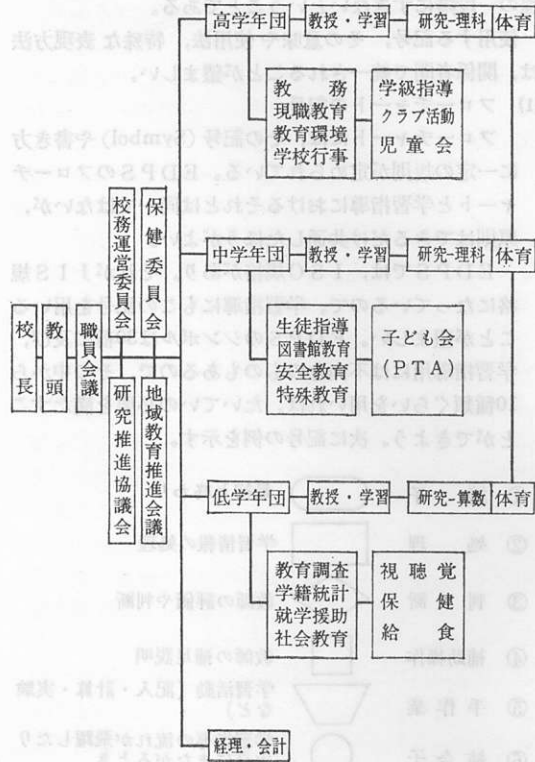 高学年団 教授・学習 研究-理科 体育
教務
現職教育
教育環境
学校行事
学級指導
クラブ活動
児童会
校務運営委員会
保健委員会
中学年団 教授・学習 研究-理科 体育
校長
教頭
職員会議
生徒指導
図書館教育
安全教育
特殊教育
子ども会
(PTA)
研究推進協議会
地域教育推進会議
低学年団 教授・学習 研究-算数 体育
教育調査
学籍統計
就学援助
社会教育
視聴覚
保健
給食
経理・会計